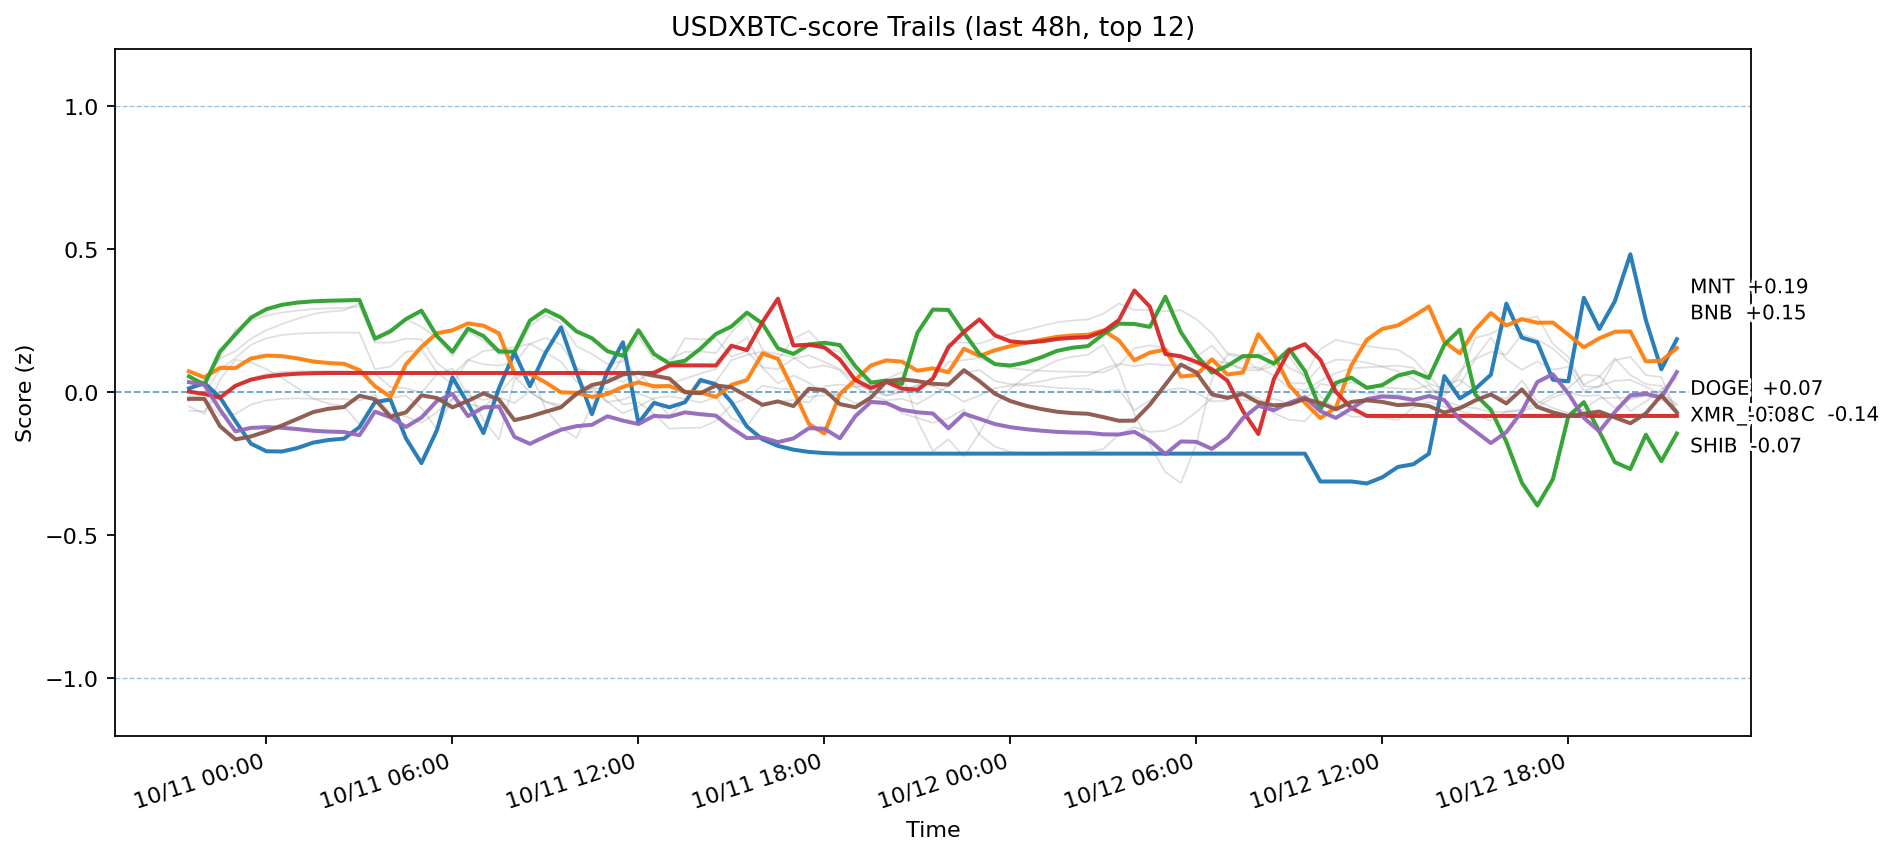 USDXBTC-score Trails (last 48h, top 12)
Score (z)
1.0
0.5
0.0
−0.5
−1.0
MNT +0.19
BNB +0.15
DOGE +0.07
-0.14
SHIB -0.07
10/11 00:00
10/11 06:00
10/11 12:00
10/11 18:00
10/12 00:00
10/12 06:00
10/12 12:00
10/12 18:00
Time